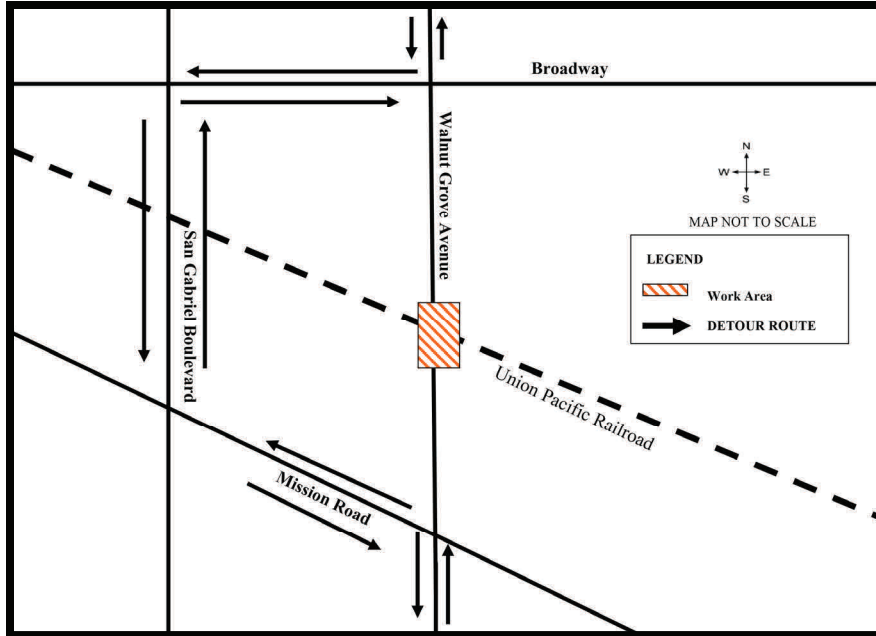 Broadway
Walnut Grove Avenue
N
W E
S
MAP NOT TO SCALE
LEGEND
Work Area
DETOUR ROUTE
San Gabriel Boulevard
Union Pacific Railroad
Mission Road